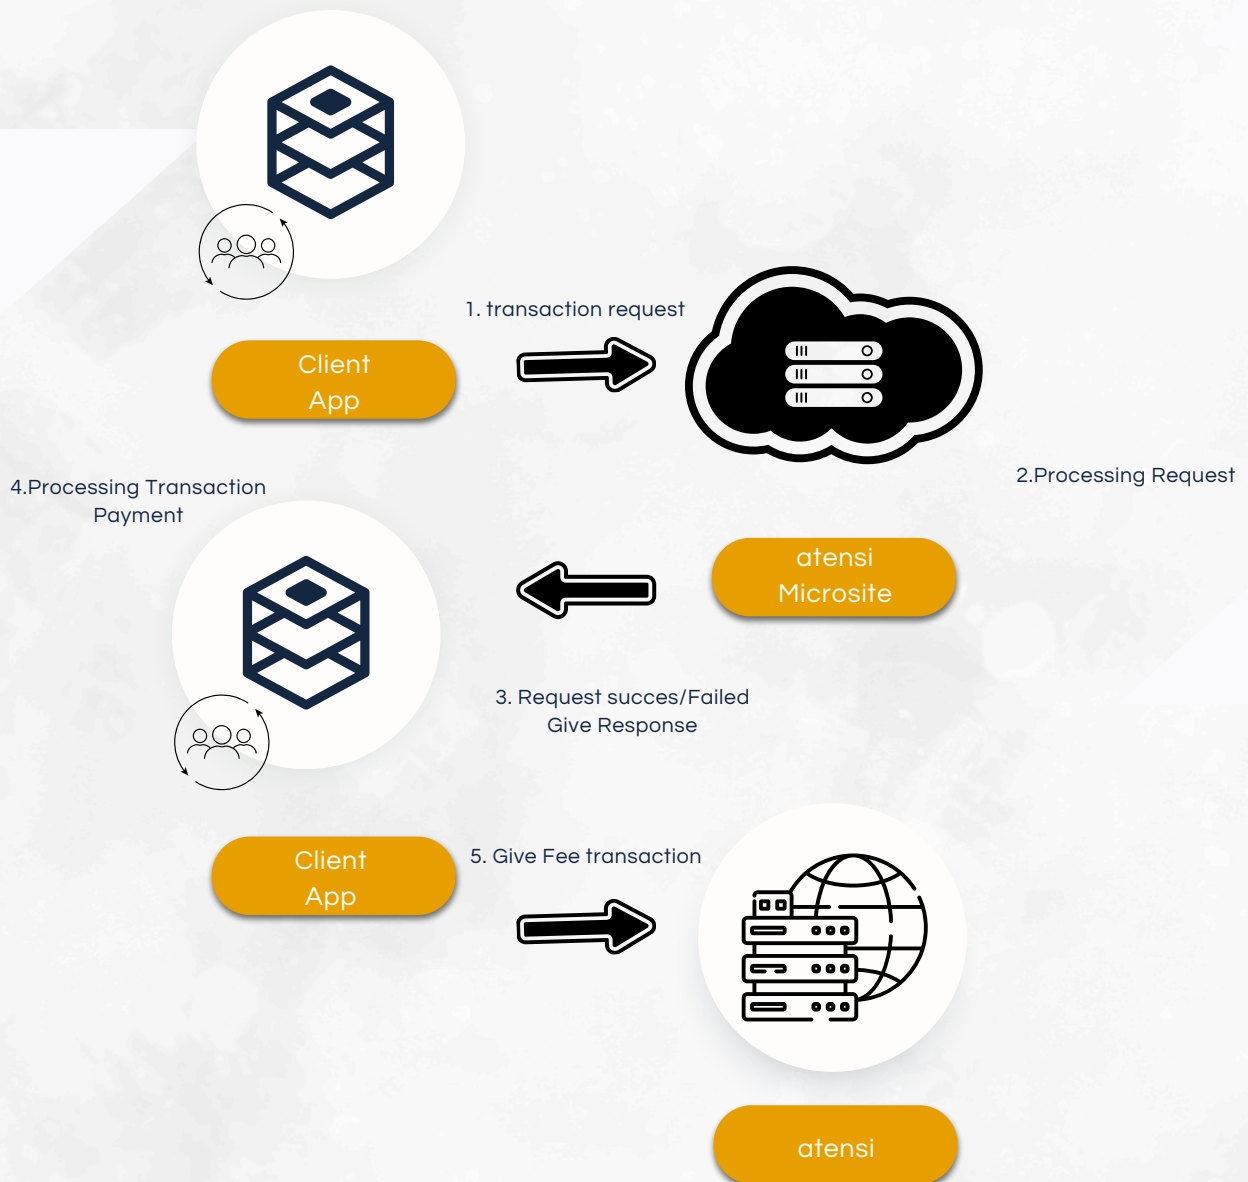 1. transaction request
Client
App
2.Processing Request
4.Processing Transaction
Payment
atensi
Microsite
3. Request succes/Failed
Give Response
Client
App
5. Give Fee transaction
atensi